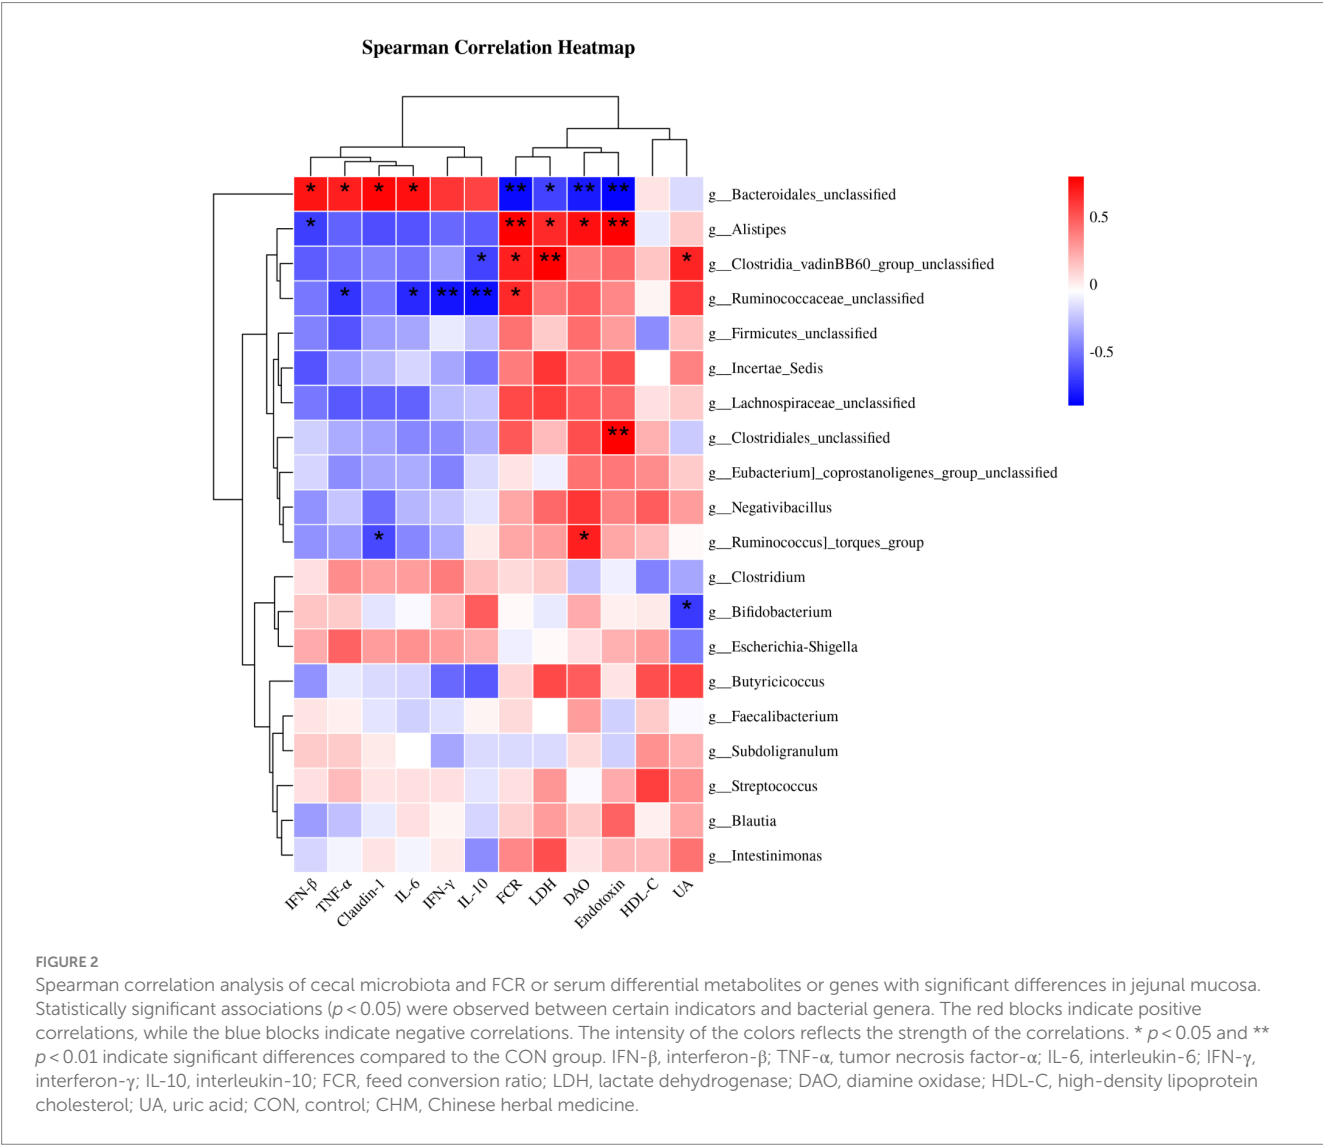 Spearman Correlation Heatmap
* * * * ** * ** **
g__Bacteroidales_unclassified
* ** * * **
g__Alistipes
* * ** *
g__Clostridia_vadinBB60_group_unclassified
* * ** ** *
g__Ruminococcaceae_unclassified
g__Firmicutes_unclassified
g__Incertae_Sedis
g__Lachnospiraceae_unclassified
**
g__Clostridiales_unclassified
g__Eubacterium]_coprostanoligenes_group_unclassified
g__Negativibacillus
* *
g__Ruminococcus]_torques_group
g__Clostridium
*
g__Bifidobacterium
g__Escherichia-Shigella
g__Butyricicoccus
g__Faecalibacterium
g__Subdoligranulum
g__Streptococcus
g__Blautia
g__Intestinimonas
0.5
0
-0.5
IFN-β
TNF-α
Claudin-1
IL-6
IFN-γ
IL-10
FCR
LDH
DAO
Endotoxin
HDL-C
UA
FIGURE 2
Spearman correlation analysis of cecal microbiota and FCR or serum differential metabolites or genes with significant differences in jejunal mucosa.
Statistically significant associations (p < 0.05) were observed between certain indicators and bacterial genera. The red blocks indicate positive
correlations, while the blue blocks indicate negative correlations. The intensity of the colors reflects the strength of the correlations. * p < 0.05 and **
p < 0.01 indicate significant differences compared to the CON group. IFN-β, interferon-β; TNF-α, tumor necrosis factor-α; IL-6, interleukin-6; IFN-γ,
interferon-γ; IL-10, interleukin-10; FCR, feed conversion ratio; LDH, lactate dehydrogenase; DAO, diamine oxidase; HDL-C, high-density lipoprotein
cholesterol; UA, uric acid; CON, control; CHM, Chinese herbal medicine.